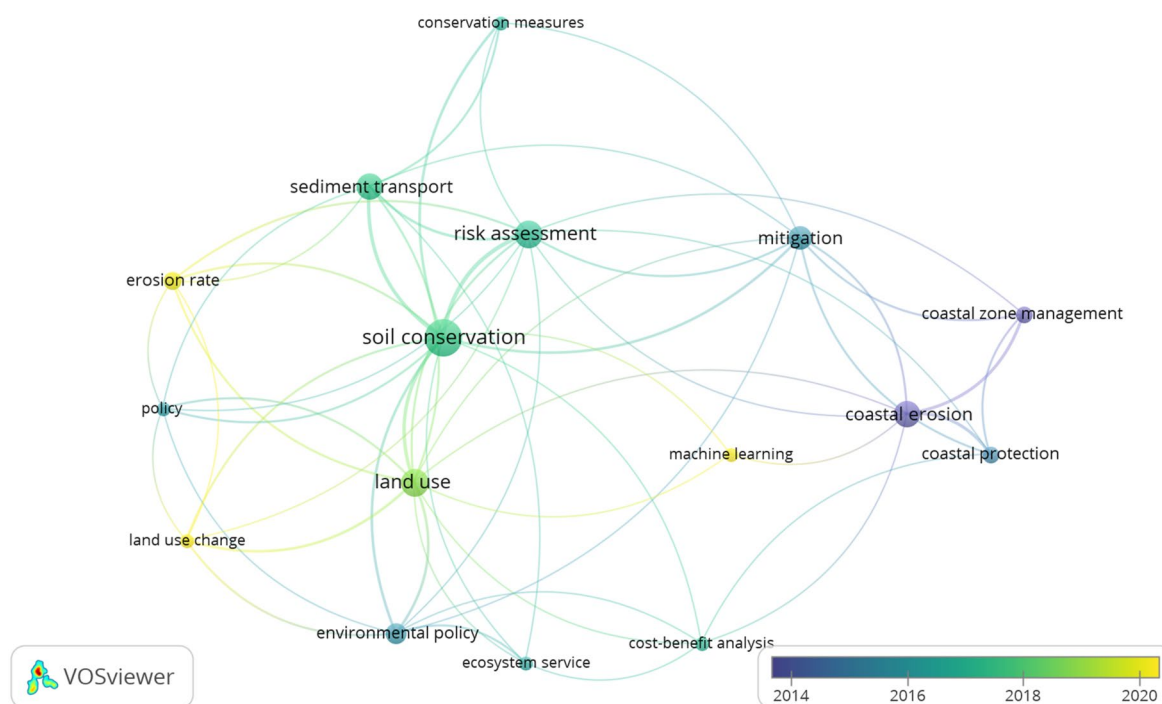 conservation measures
sediment transport
risk assessment
mitigation
erosion rate
coastal zone management
soil conservation
policy
coastal erosion
machine learning
coastal protection
land use
land use change
environmental policy
cost-benefit analysis
ecosystem service
VOSviewer
2014 2016 2018 2020